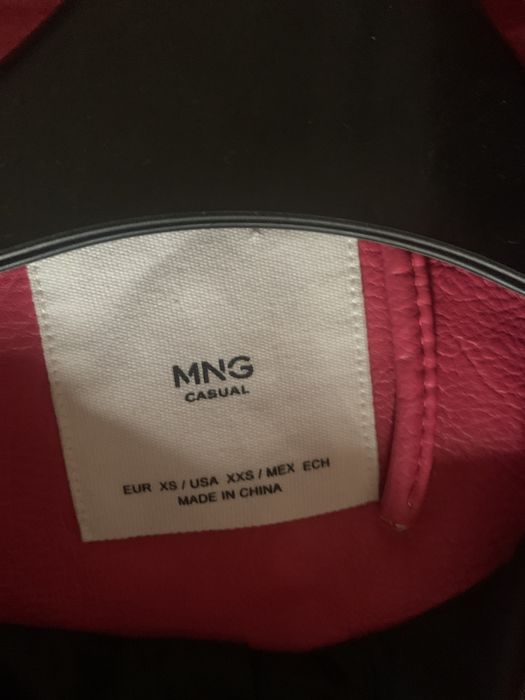 MNG
CASUAL
EUR XS / USA XXS / MEX ECH
MADE IN CHINA